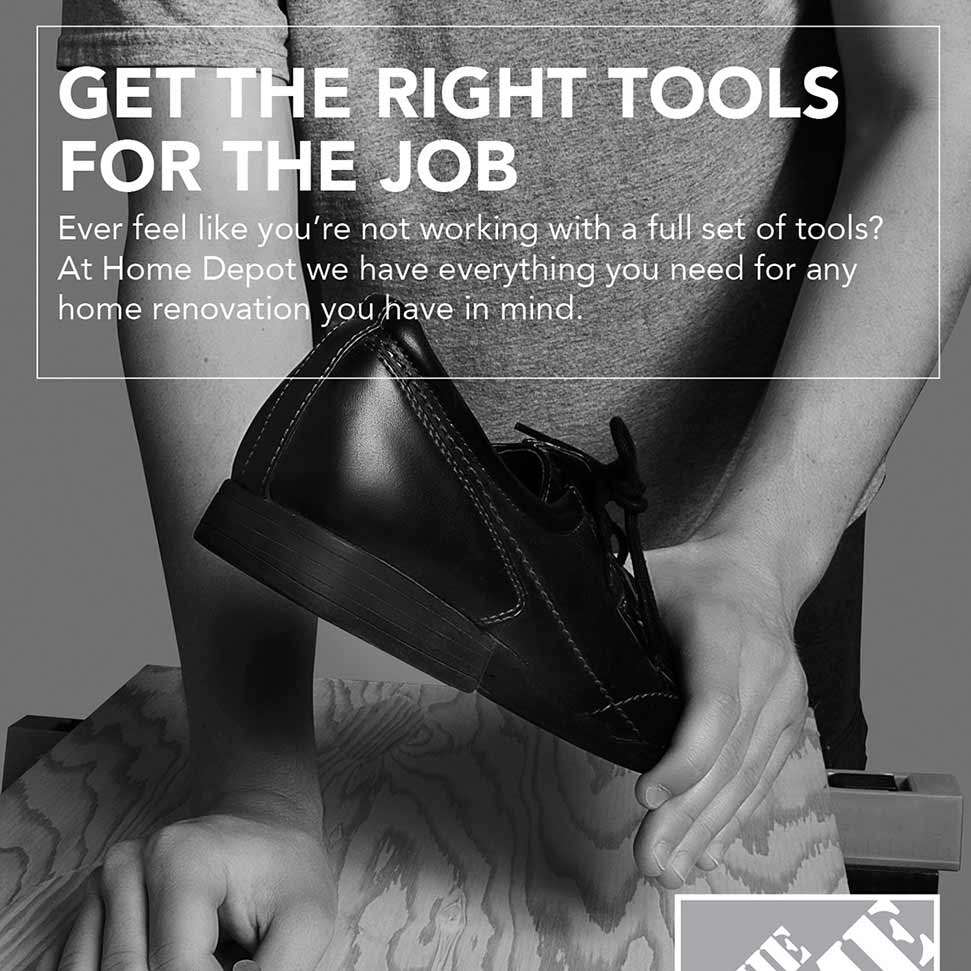 GET THE RIGHT TOOLS
FOR THE JOB
Ever feel like you’re not working with a full set of tools?
At Home Depot we have everything you need for any
home renovation you have in mind.
THE